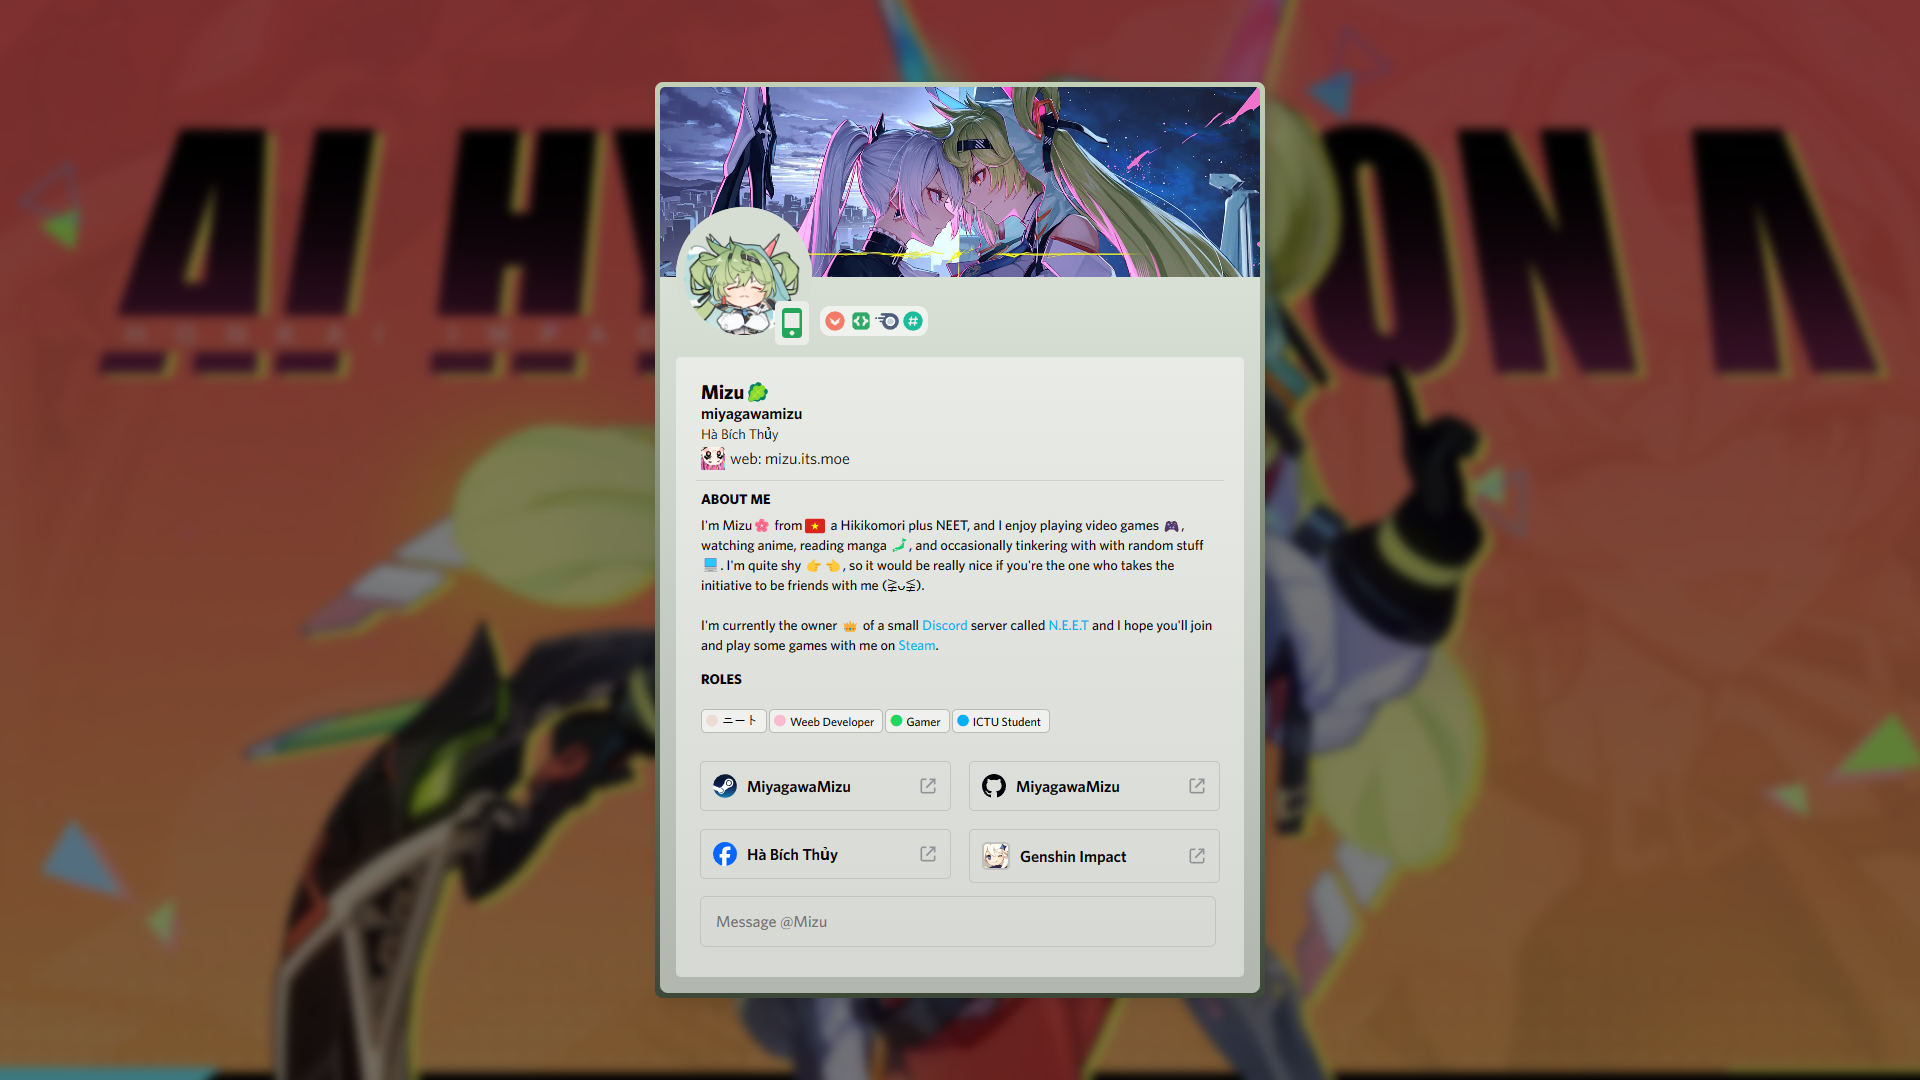 AI HY ON A
Mizu
miyagawamizu
Hà Bích Thủy
web: mizu.its.moe
ABOUT ME
I'm Mizu from a Hikikomori plus NEET, and I enjoy playing video games ,
watching anime, reading manga , and occasionally tinkering with with random stuff
. I'm quite shy , so it would be really nice if you're the one who takes the
initiative to be friends with me (≧ᴗ≦).
I'm currently the owner of a small Discord server called N.E.E.T and I hope you'll join
and play some games with me on Steam.
ROLES
ニート Weeb Developer Gamer ICTU Student
MiyagawaMizu MiyagawaMizu
Hà Bích Thủy Genshin Impact
Message @Mizu